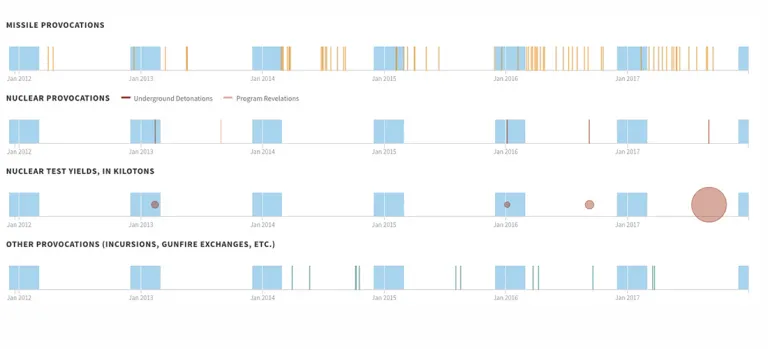 MISSILE PROVOCATIONS
Jan 2012 Jan 2013 Jan 2014 Jan 2015 Jan 2016 Jan 2017
NUCLEAR PROVOCATIONS Underground Detonations Program Revelations
Jan 2012 Jan 2013 Jan 2014 Jan 2015 Jan 2016 Jan 2017
NUCLEAR TEST YIELDS, IN KILOTONS
Jan 2012 Jan 2013 Jan 2014 Jan 2015 Jan 2016 Jan 2017
OTHER PROVOCATIONS (INCURSIONS, GUNFIRE EXCHANGES, ETC.)
Jan 2012 Jan 2013 Jan 2014 Jan 2015 Jan 2016 Jan 2017